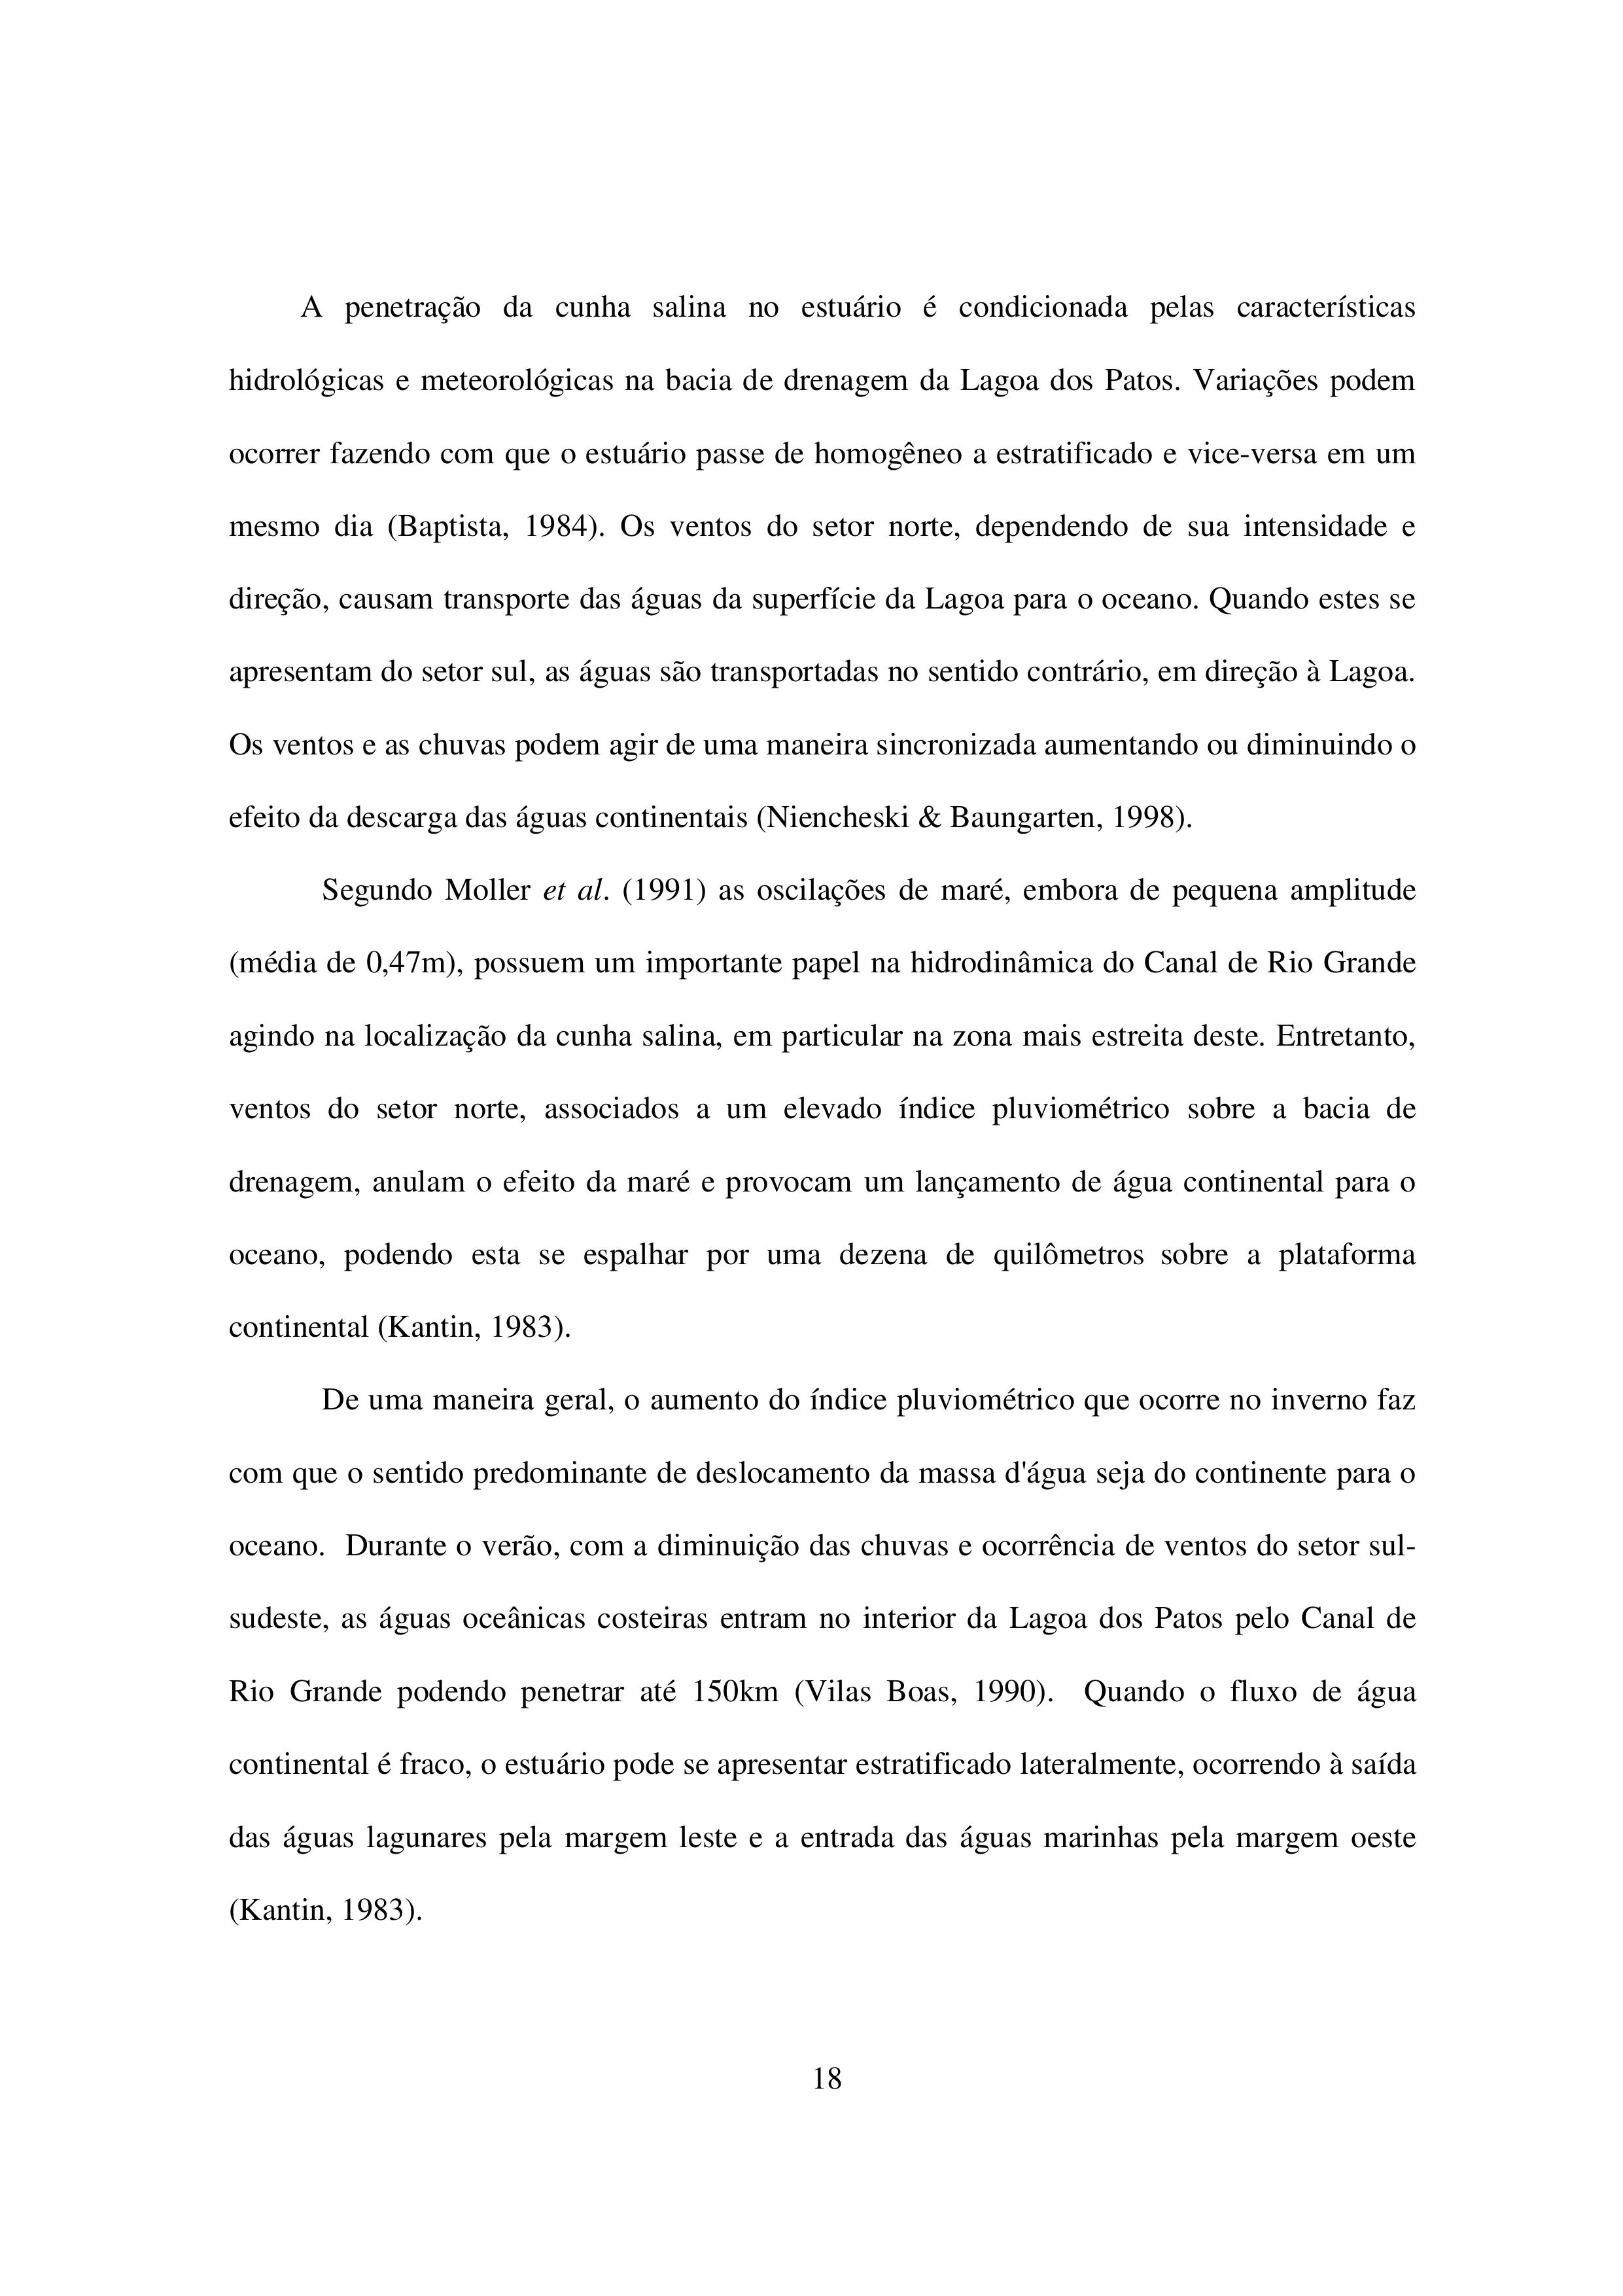 A penetração da cunha salina no estuário é condicionada pelas características
hidrológicas e meteorológicas na bacia de drenagem da Lagoa dos Patos. Variações podem
ocorrer fazendo com que o estuário passe de homogêneo a estratificado e vice-versa em um
mesmo dia (Baptista, 1984). Os ventos do setor norte, dependendo de sua intensidade e
direção, causam transporte das águas da superfície da Lagoa para o oceano. Quando estes se
apresentam do setor sul, as águas são transportadas no sentido contrário, em direção à Lagoa.
Os ventos e as chuvas podem agir de uma maneira sincronizada aumentando ou diminuindo o
efeito da descarga das águas continentais (Niencheski & Baungarten, 1998).
Segundo Moller et al. (1991) as oscilações de maré, embora de pequena amplitude
(média de 0,47m), possuem um importante papel na hidrodinâmica do Canal de Rio Grande
agindo na localização da cunha salina, em particular na zona mais estreita deste. Entretanto,
ventos do setor norte, associados a um elevado índice pluviométrico sobre a bacia de
drenagem, anulam o efeito da maré e provocam um lançamento de água continental para o
oceano, podendo esta se espalhar por uma dezena de quilômetros sobre a plataforma
continental (Kantin, 1983).
De uma maneira geral, o aumento do índice pluviométrico que ocorre no inverno faz
com que o sentido predominante de deslocamento da massa d'água seja do continente para o
oceano.  Durante o verão, com a diminuição das chuvas e ocorrência de ventos do setor sul-
sudeste, as águas oceânicas costeiras entram no interior da Lagoa dos Patos pelo Canal de
Rio Grande podendo penetrar até 150km (Vilas Boas, 1990).  Quando o fluxo de água
continental é fraco, o estuário pode se apresentar estratificado lateralmente, ocorrendo à saída
das águas lagunares pela margem leste e a entrada das águas marinhas pela margem oeste
(Kantin, 1983).
18